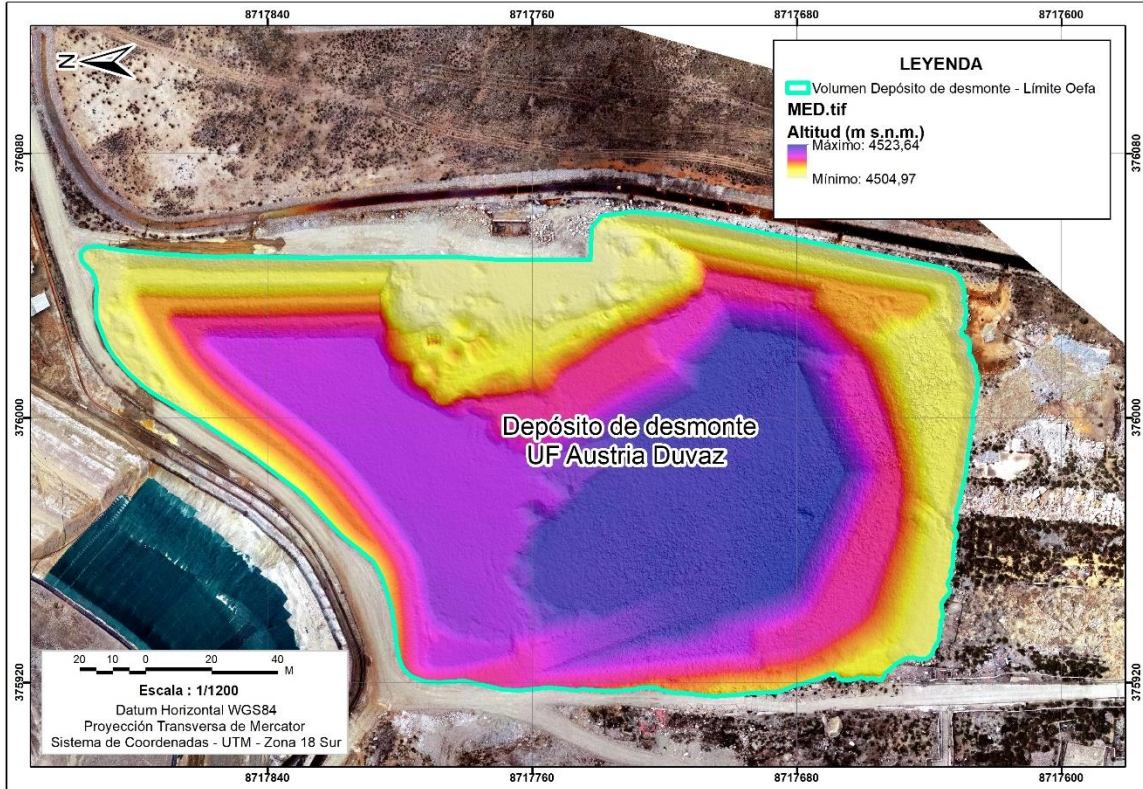 8717840
8717760
8717680
8717600
N
LEYENDA
Volumen Depósito de desmonte - Límite Oefa
MED.tif
Altitud (m s.n.m.)
Máximo: 4523,64
Mínimo: 4504,97
376080
376080
376000
376000
Depósito de desmonte
UF Austria Duvaz
375920
375920
20 10 0 20 40
M
Escala : 1/1200
Datum Horizontal WGS84
Proyección Transversa de Mercator
Sistema de Coordenadas - UTM - Zona 18 Sur
8717840
8717760
8717680
8717600